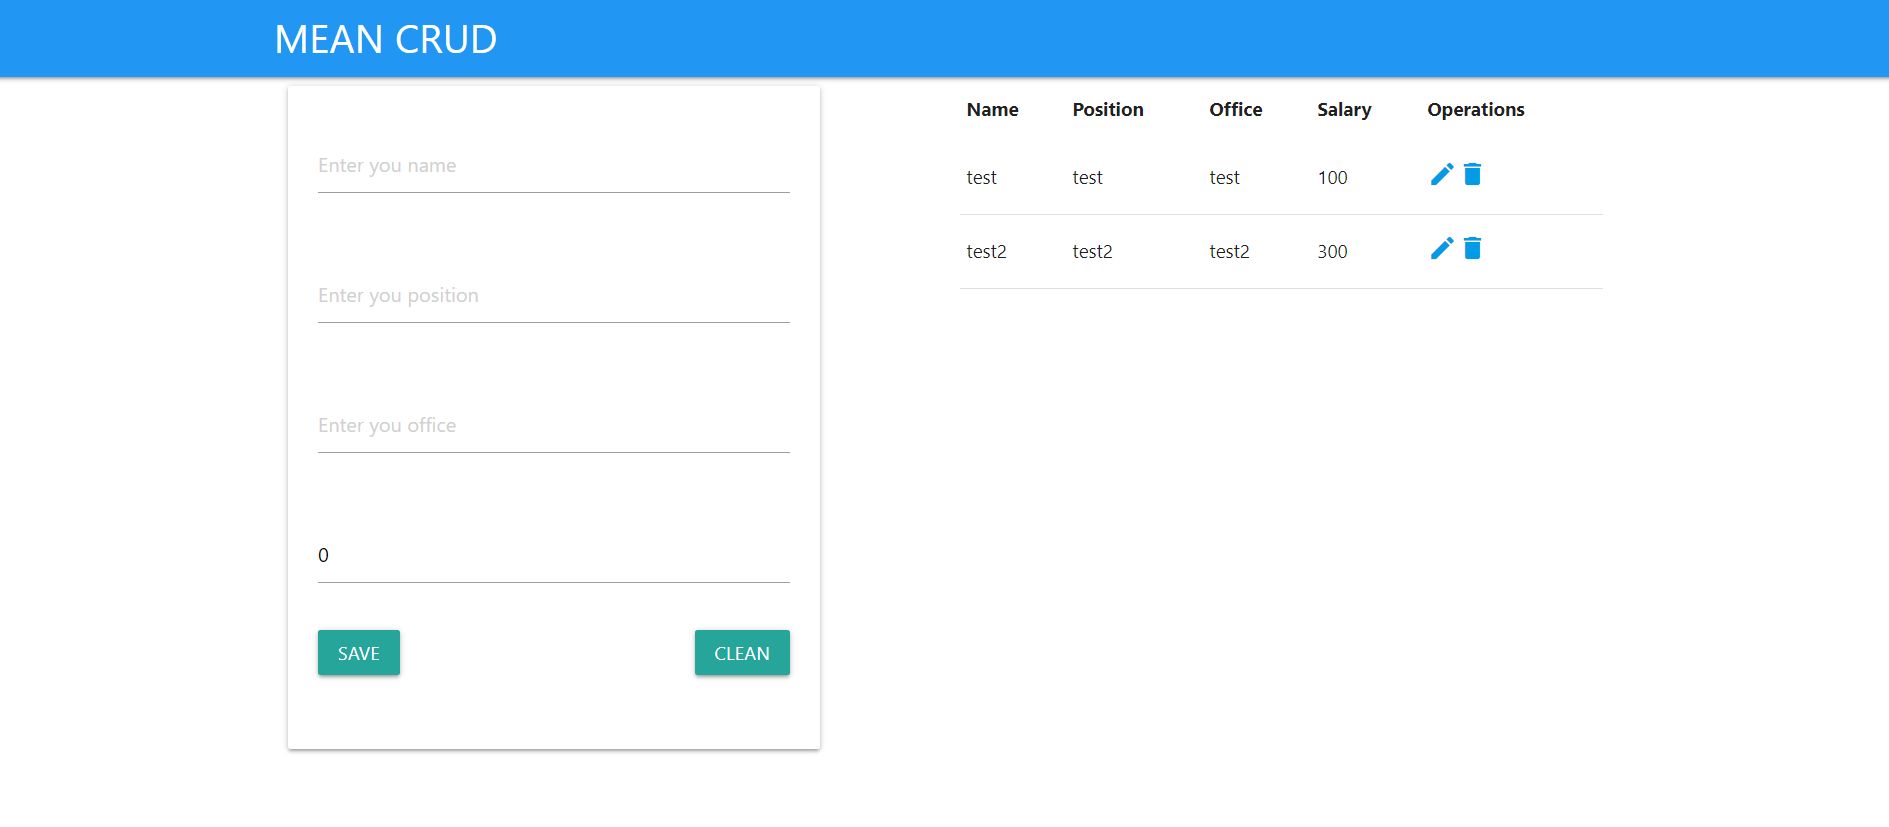 MEAN CRUD
Enter you name
Enter you position
Enter you office
0
SAVE CLEAN
Name Position Office Salary Operations
test test test 100
test2 test2 test2 300